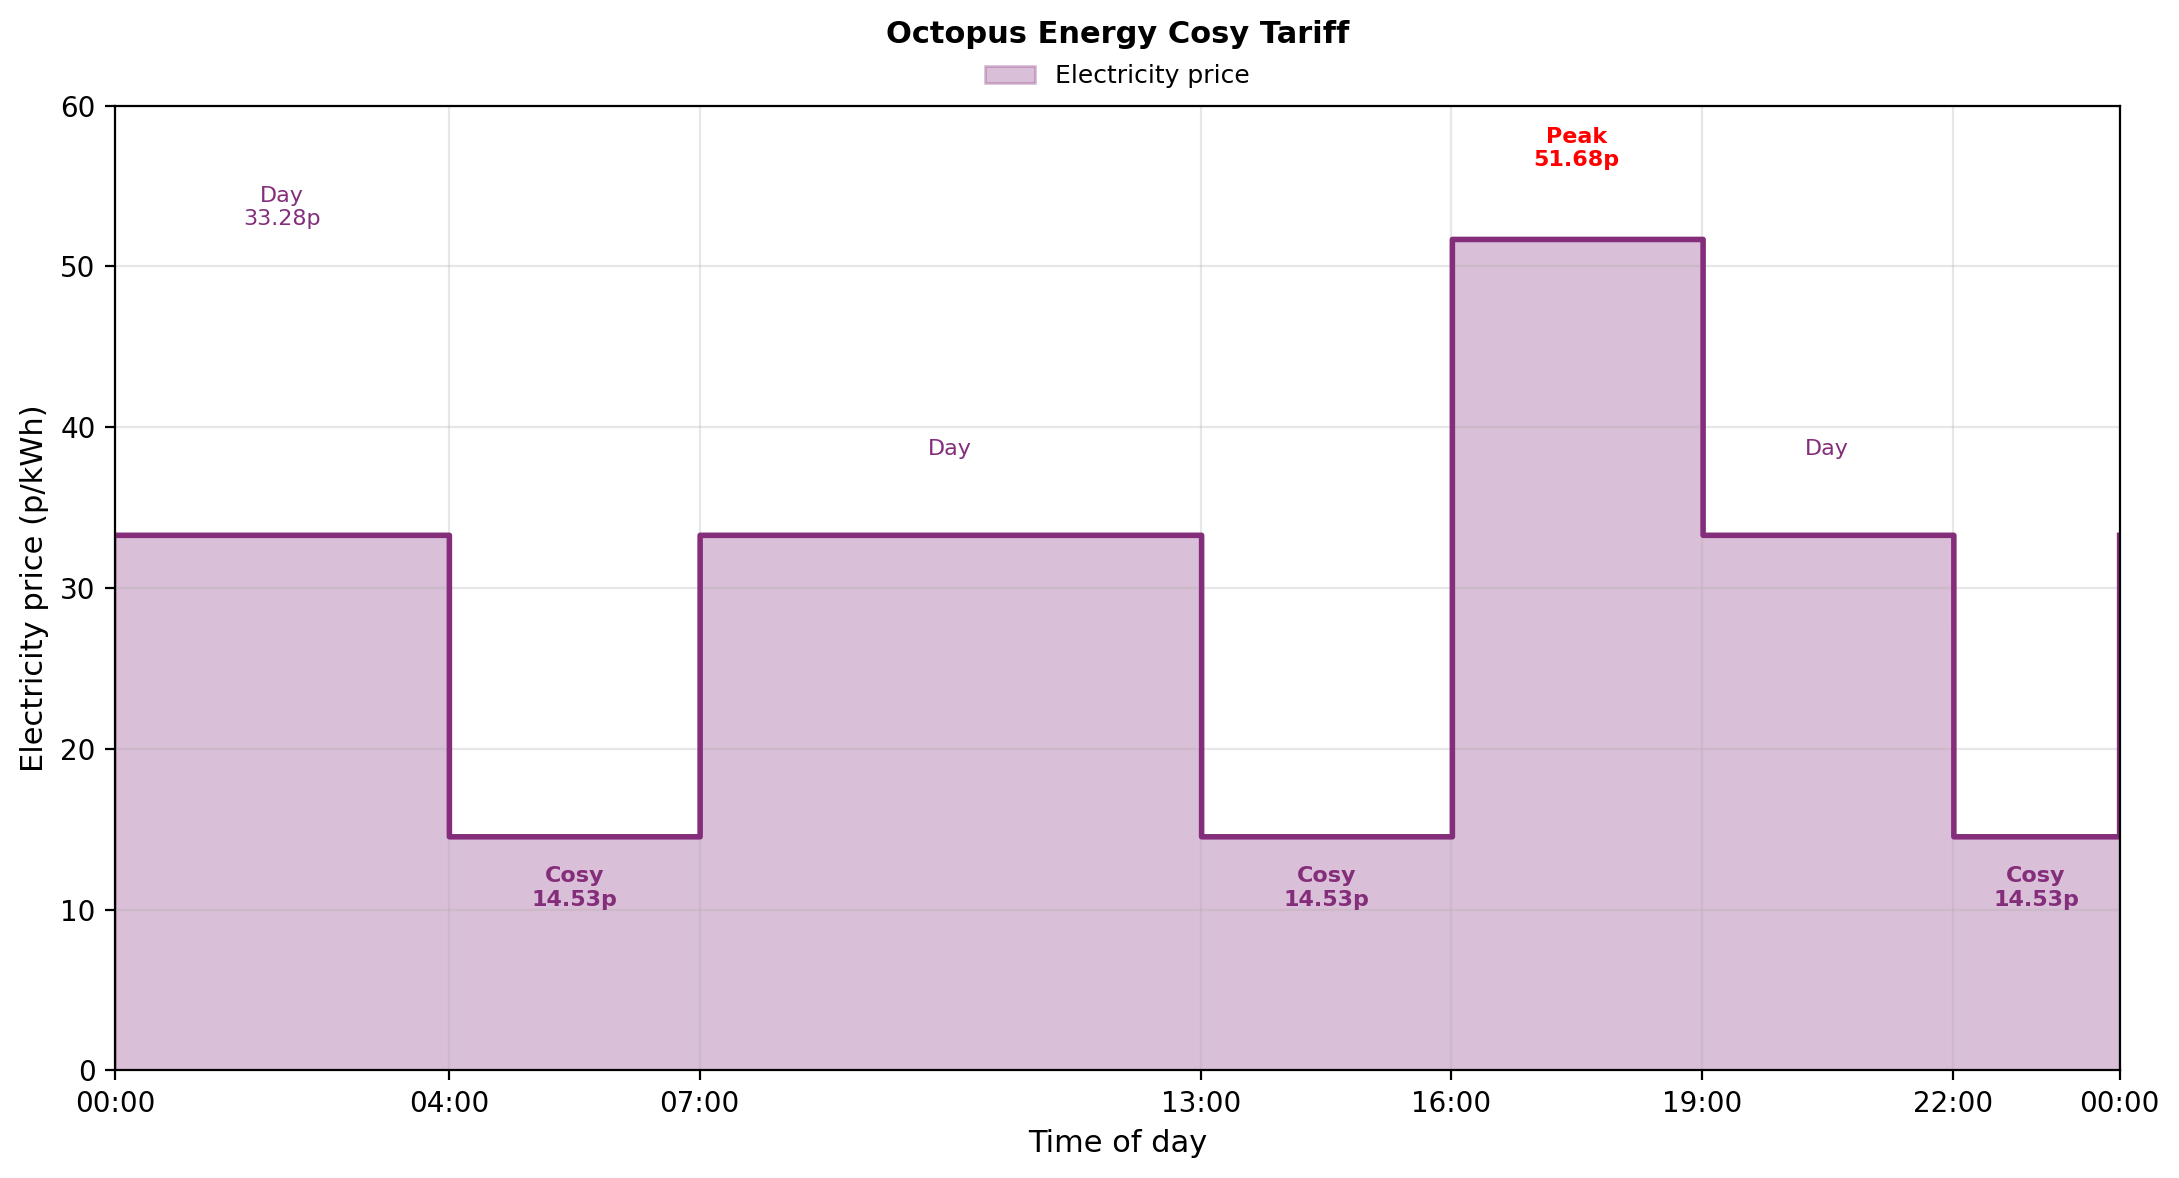 Octopus Energy Cosy Tariff
Electricity price
60
50
40
30
20
10
0
Electricity price (p/kWh)
Day
33.28p
Cosy
14.53p
Day
Cosy
14.53p
Peak
51.68p
Day
Cosy
14.53p
00:00
04:00
07:00
13:00
16:00
19:00
22:00
00:00
Time of day